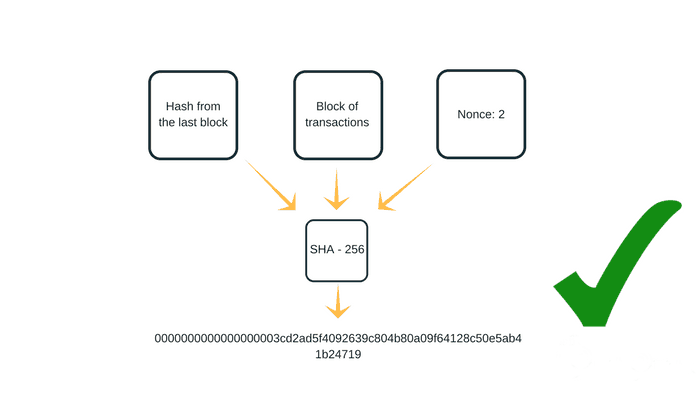 Hash from
the last block
Block of
transactions
Nonce: 2
SHA - 256
0000000000000000003cd2ad5f4092639c804b80a09f64128c50e5ab4
1b24719